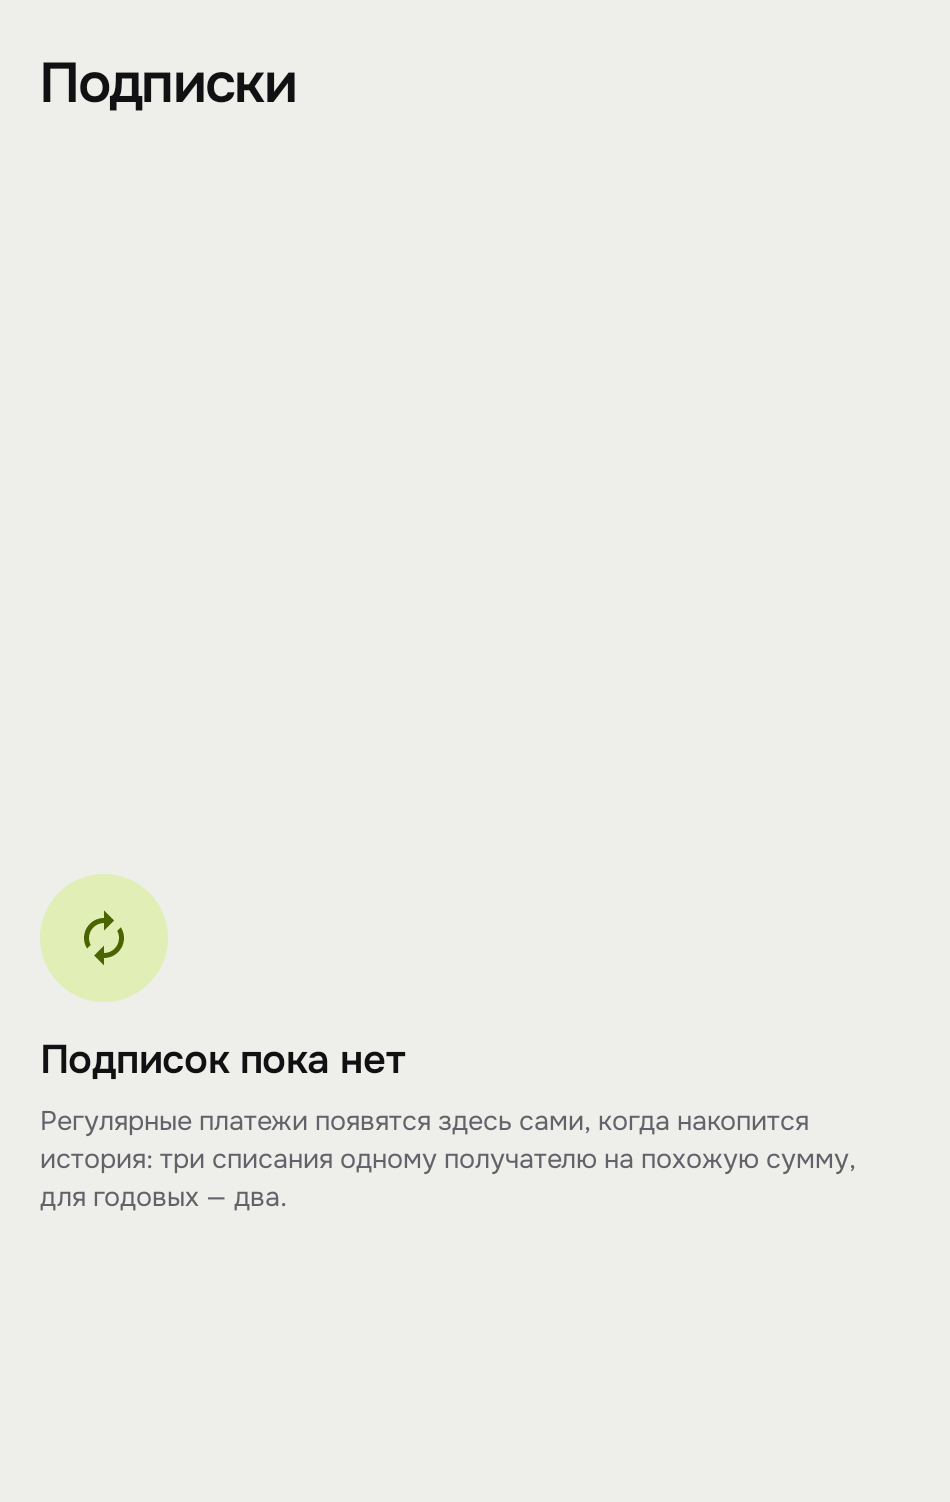 Подписки
Подписок пока нет
Регулярные платежи появятся здесь сами, когда накопится
история: три списания одному получателю на похожую сумму,
для годовых — два.